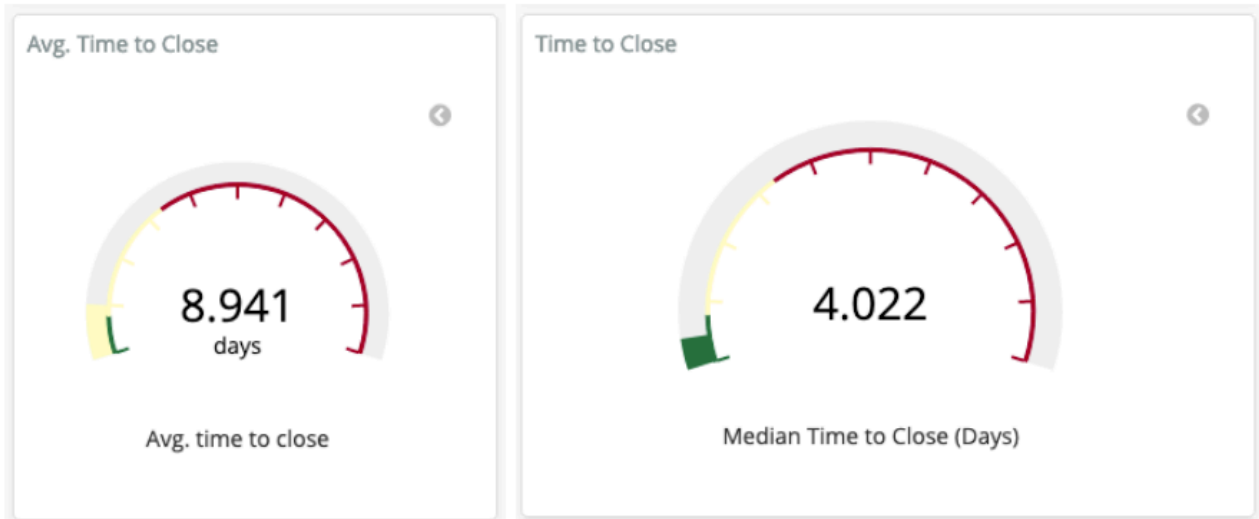 Avg. Time to Close
8.941
days
Avg. time to close
Time to Close
4.022
Median Time to Close (Days)